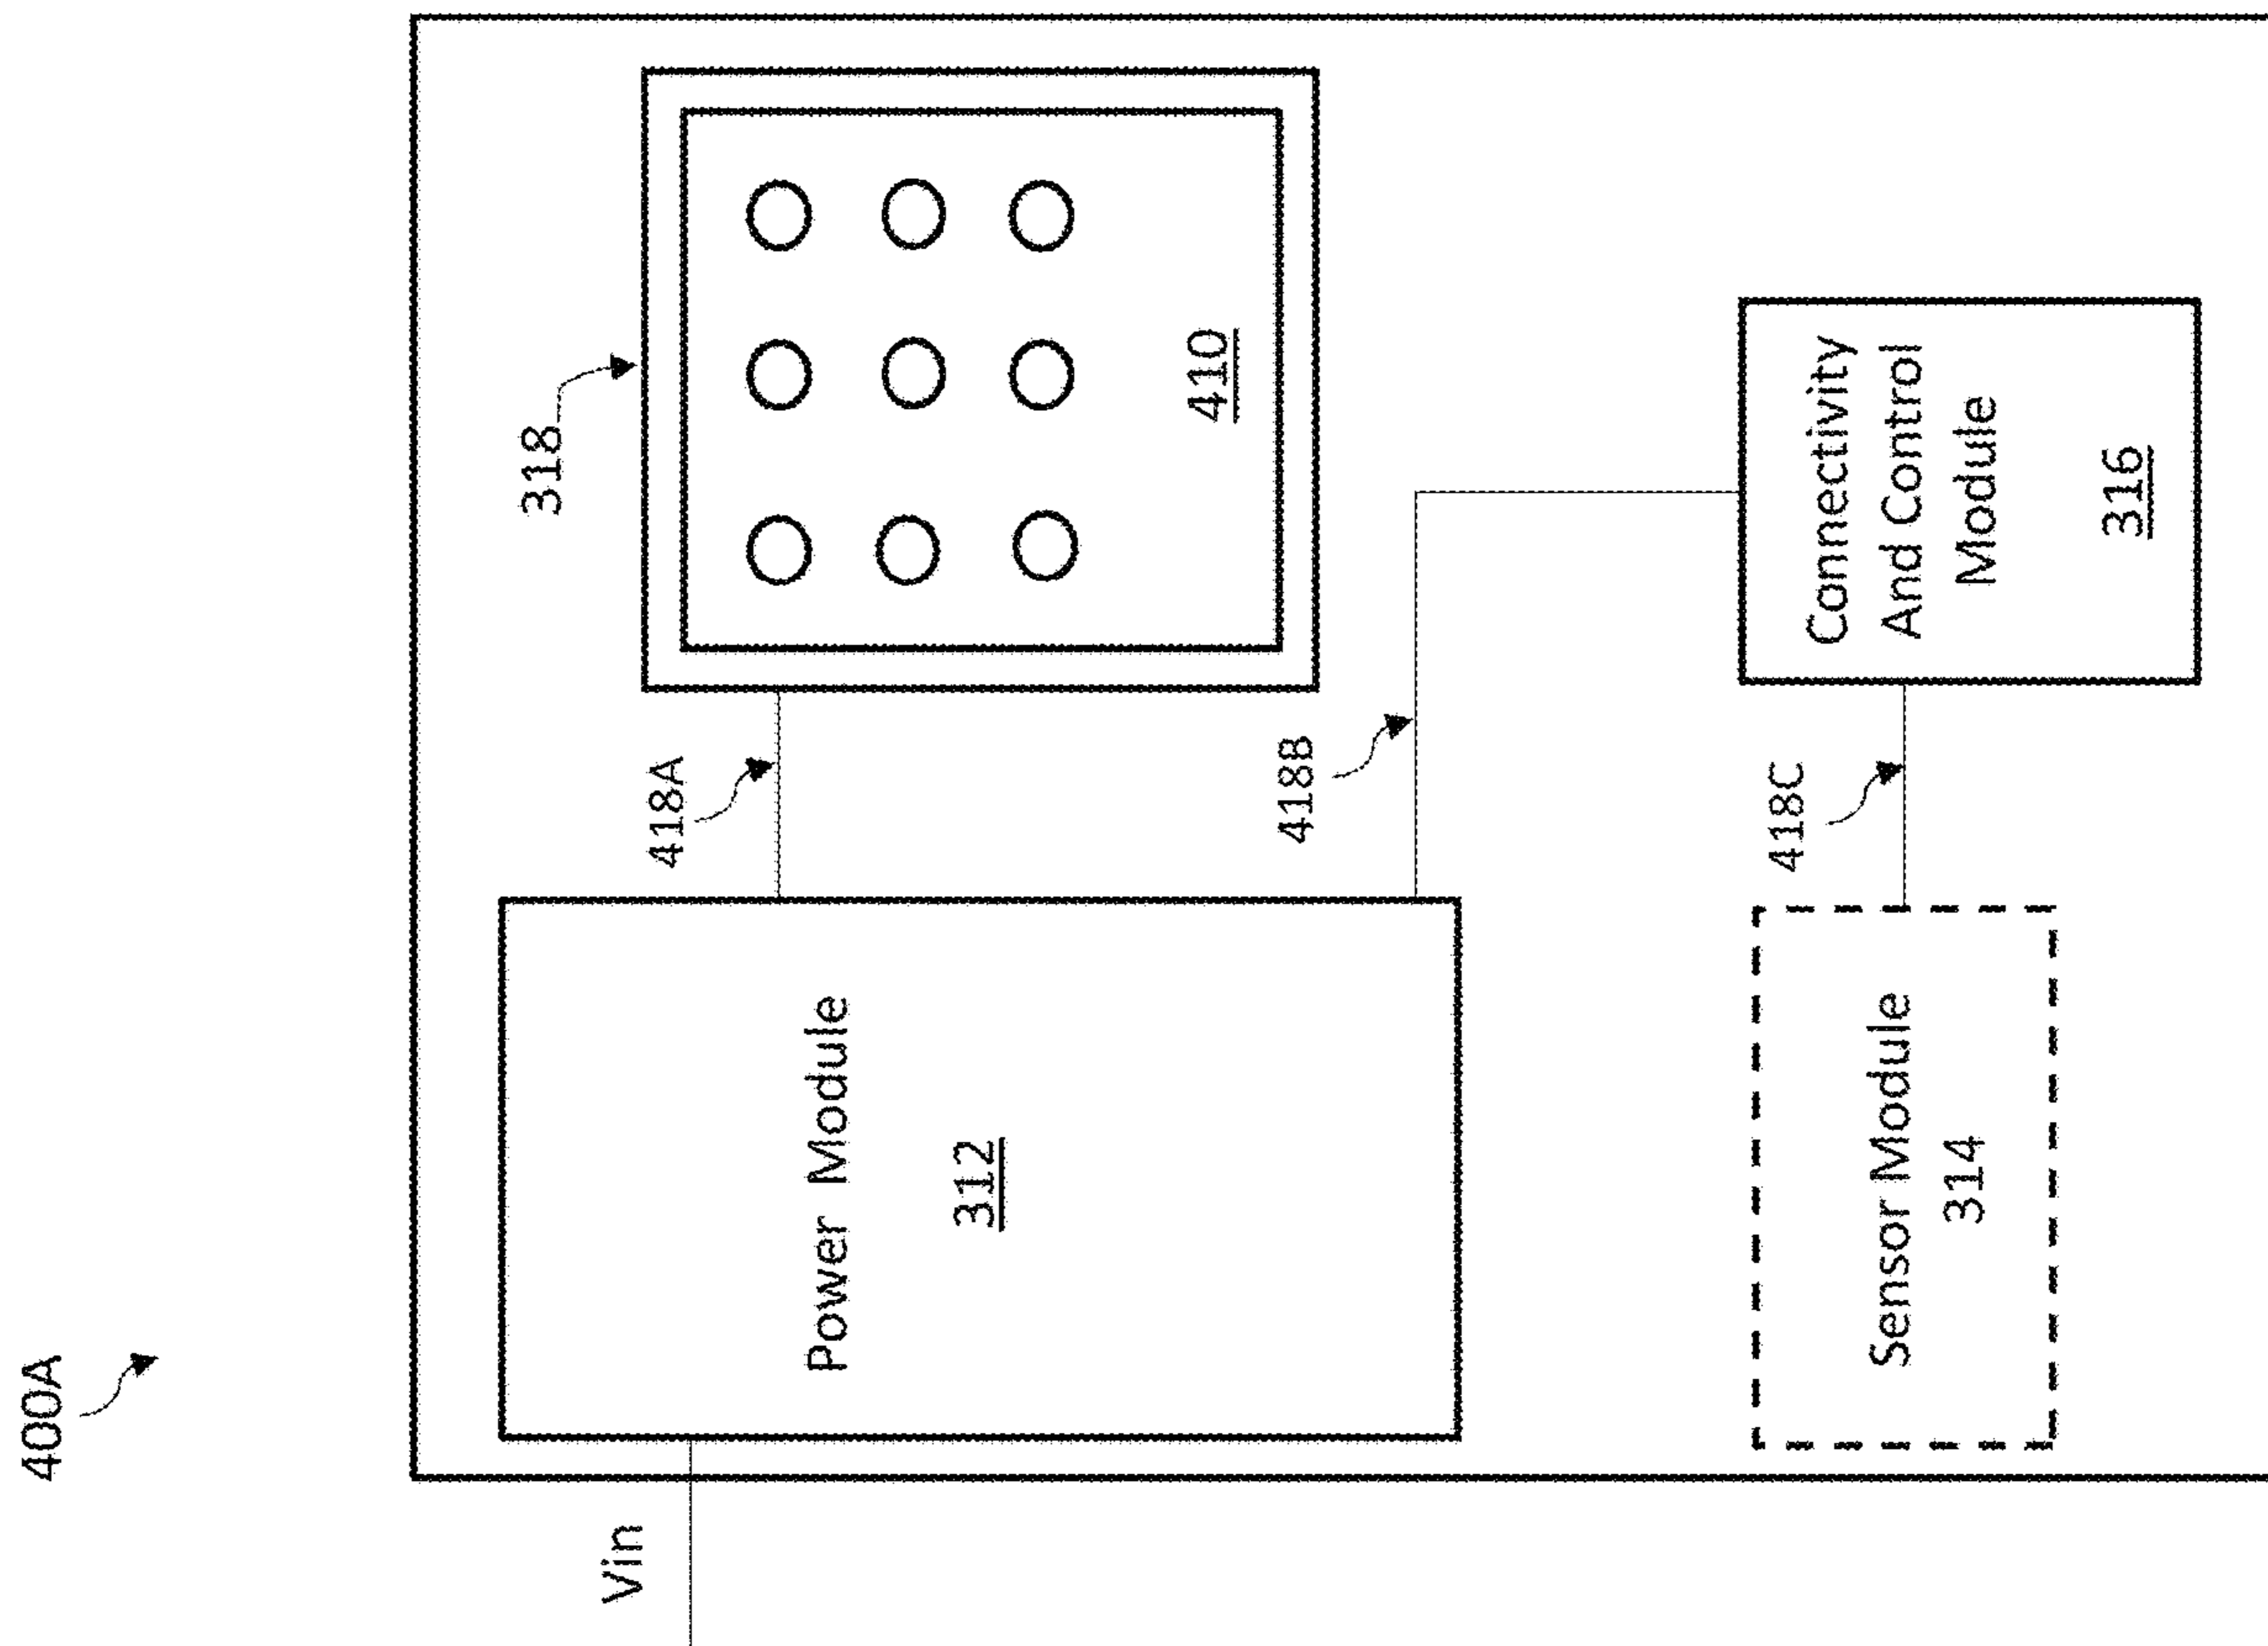 400A
Vin
Power Module
312
418A
318
410
418B
Sensor Module
314
418C
Connectivity
And Control
Module
316